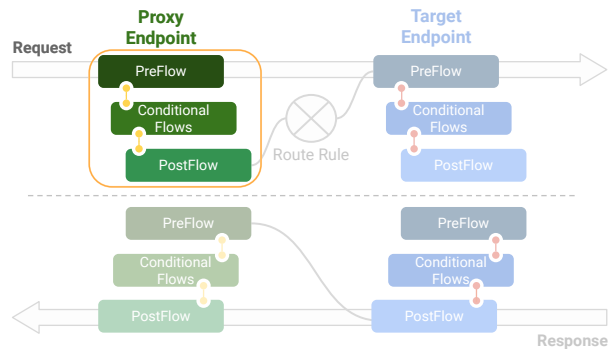 Proxy
Endpoint
Target
Endpoint
Request
PreFlow
Conditional
Flows
PostFlow
Route Rule
PreFlow
Conditional
Flows
PostFlow
PreFlow
Conditional
Flows
PostFlow
PreFlow
Conditional
Flows
PostFlow
Response